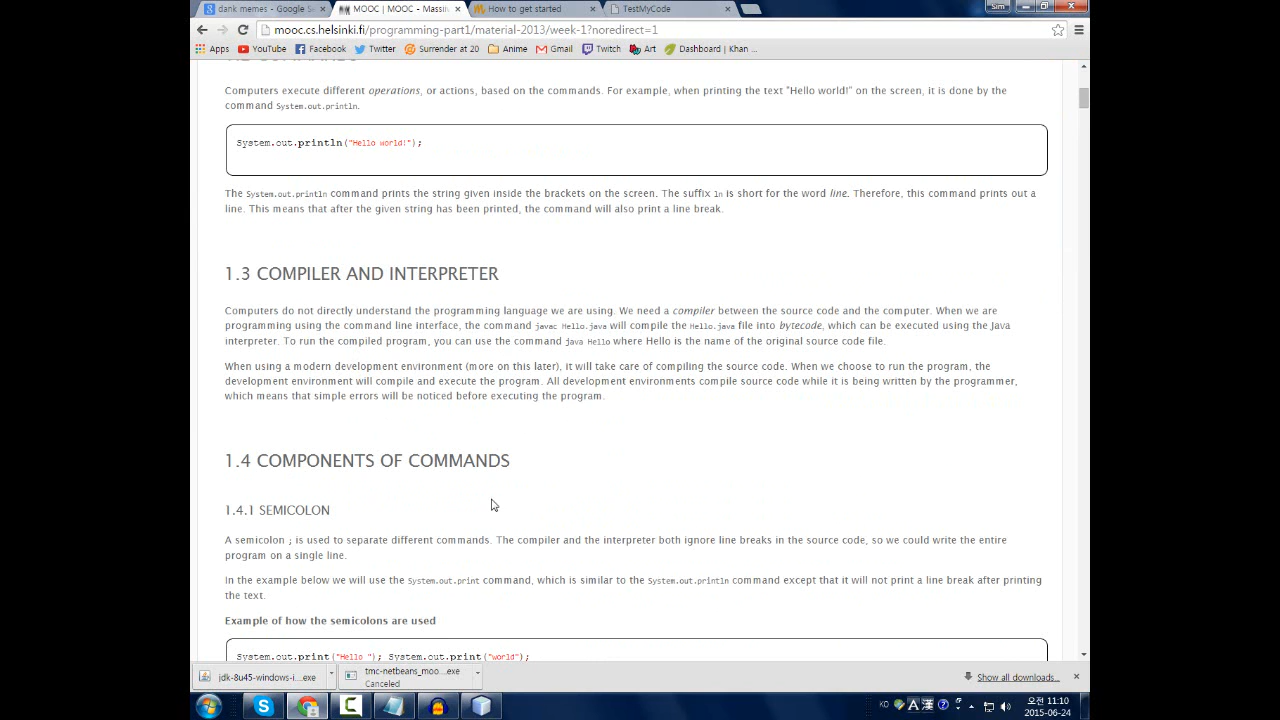 dank memes - Google Se
MOOC | MOOC - Massiv
How to get started
TestMyCode
Sim
mooc.cs.helsinki.fi/programming-part1/material-2013/week-1?noredirect=1
Apps YouTube Facebook Twitter Surrender at 20 Anime Gmail Twitch Art Dashboard | Khan ...
Computers execute different operations, or actions, based on the commands. For example, when printing the text "Hello world!" on the screen, it is done by the
command System.out.println.
System.out.println("Hello world!");
The System.out.println command prints the string given inside the brackets on the screen. The suffix ln is short for the word line. Therefore, this command prints out a
line. This means that after the given string has been printed, the command will also print a line break.
1.3 COMPILER AND INTERPRETER
Computers do not directly understand the programming language we are using. We need a compiler between the source code and the computer. When we are
programming using the command line interface, the command javac Hello.java will compile the Hello.java file into bytecode, which can be executed using the Java
interpreter. To run the compiled program, you can use the command java Hello where Hello is the name of the original source code file.
When using a modern development environment (more on this later), it will take care of compiling the source code. When we choose to run the program, the
development environment will compile and execute the program. All development environments compile source code while it is being written by the programmer,
which means that simple errors will be noticed before executing the program.
1.4 COMPONENTS OF COMMANDS
1.4.1 SEMICOLON
A semicolon ; is used to separate different commands. The compiler and the interpreter both ignore line breaks in the source code, so we could write the entire
program on a single line.
In the example below we will use the System.out.print command, which is similar to the System.out.println command except that it will not print a line break after printing
the text.
Example of how the semicolons are used
System.out.print("Hello "); System.out.print("world");
jdk-8u45-windows-i....exe
tmc-netbeans_moo....exe
Canceled
Show all downloads...
KO A 漢
오전 11:10
2015-06-24